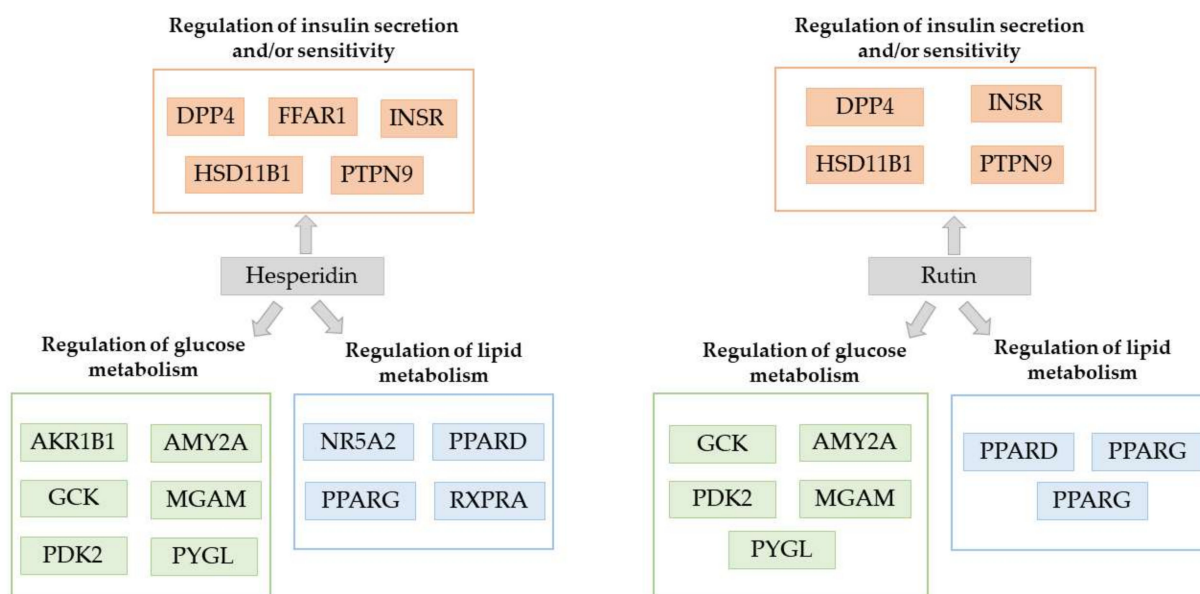 Regulation of insulin secretion
and/or sensitivity
DPP4 FFAR1 INSR
HSD11B1 PTPN9
Hesperidin
Regulation of glucose
metabolism
AKR1B1 AMY2A
GCK MGAM
PDK2 PYGL
Regulation of lipid
metabolism
NR5A2 PPARD
PPARG RXPRA
Regulation of insulin secretion
and/or sensitivity
DPP4 INSR
HSD11B1 PTPN9
Rutin
Regulation of glucose
metabolism
GCK AMY2A
PDK2 MGAM
PYGL
Regulation of lipid
metabolism
PPARD PPARG
PPARG